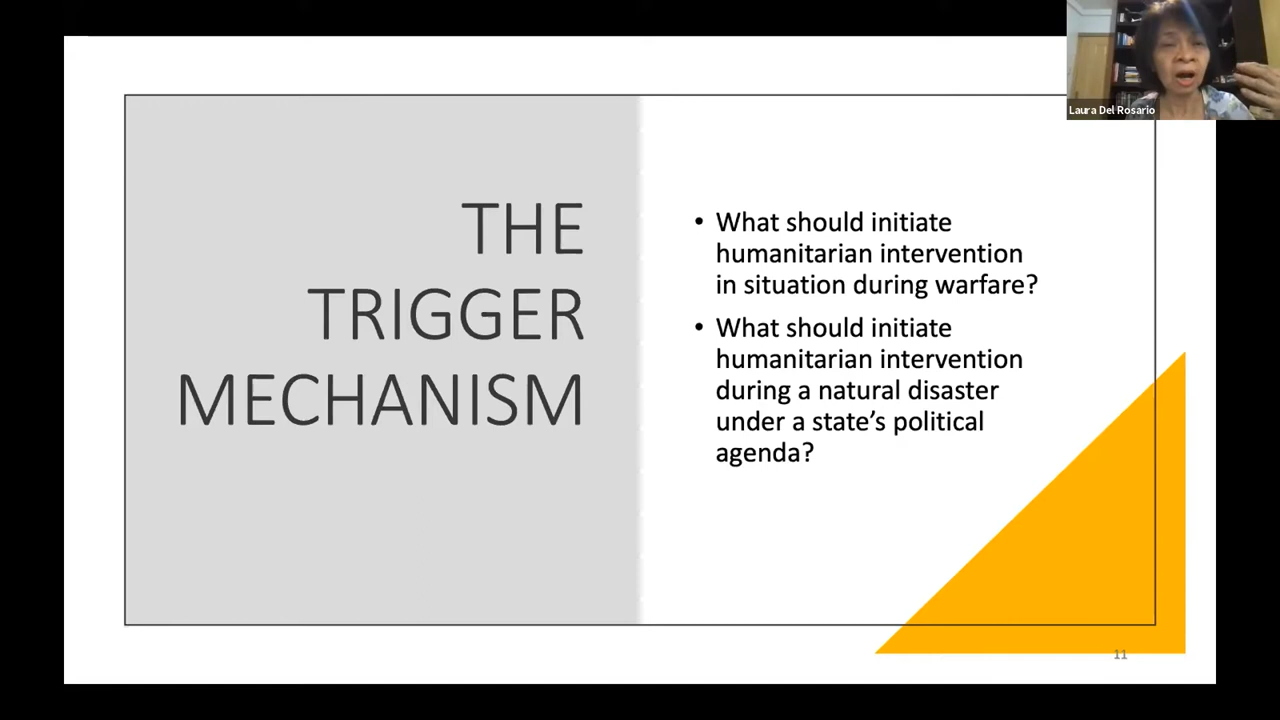 Laura Del Rosario
THE
TRIGGER
MECHANISM
• What should initiate
humanitarian intervention
in situation during warfare?
• What should initiate
humanitarian intervention
during a natural disaster
under a state’s political
agenda?
11